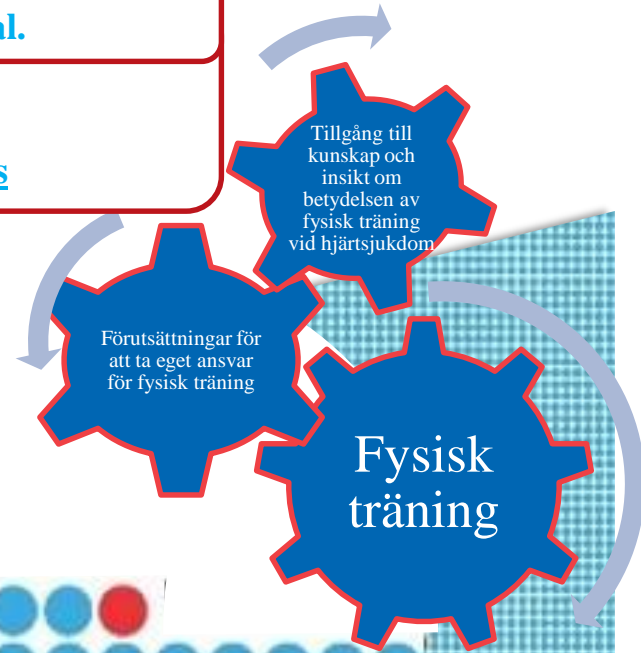 al.
s
Tillgång till
kunskap och
insikt om
betydelsen av
fysisk träning
vid hjärtsjukdom
Förutsättningar för
att ta eget ansvar
för fysisk träning
Fysisk
träning